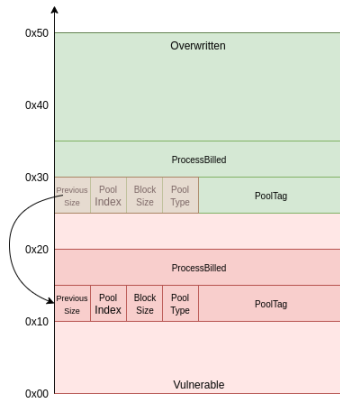 0x50
Overwritten
0x40
ProcessBilled
0x30
Previous Size
Pool Index
Block Size
Pool Type
PoolTag
0x20
ProcessBilled
Previous Size
Pool Index
Block Size
Pool Type
PoolTag
0x10
Vulnerable
0x00